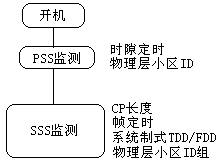 开机
PSS监测
时隙定时
物理层小区ID
SSS监测
CP长度
帧定时
系统制式TDD/FDD
物理层小区ID组